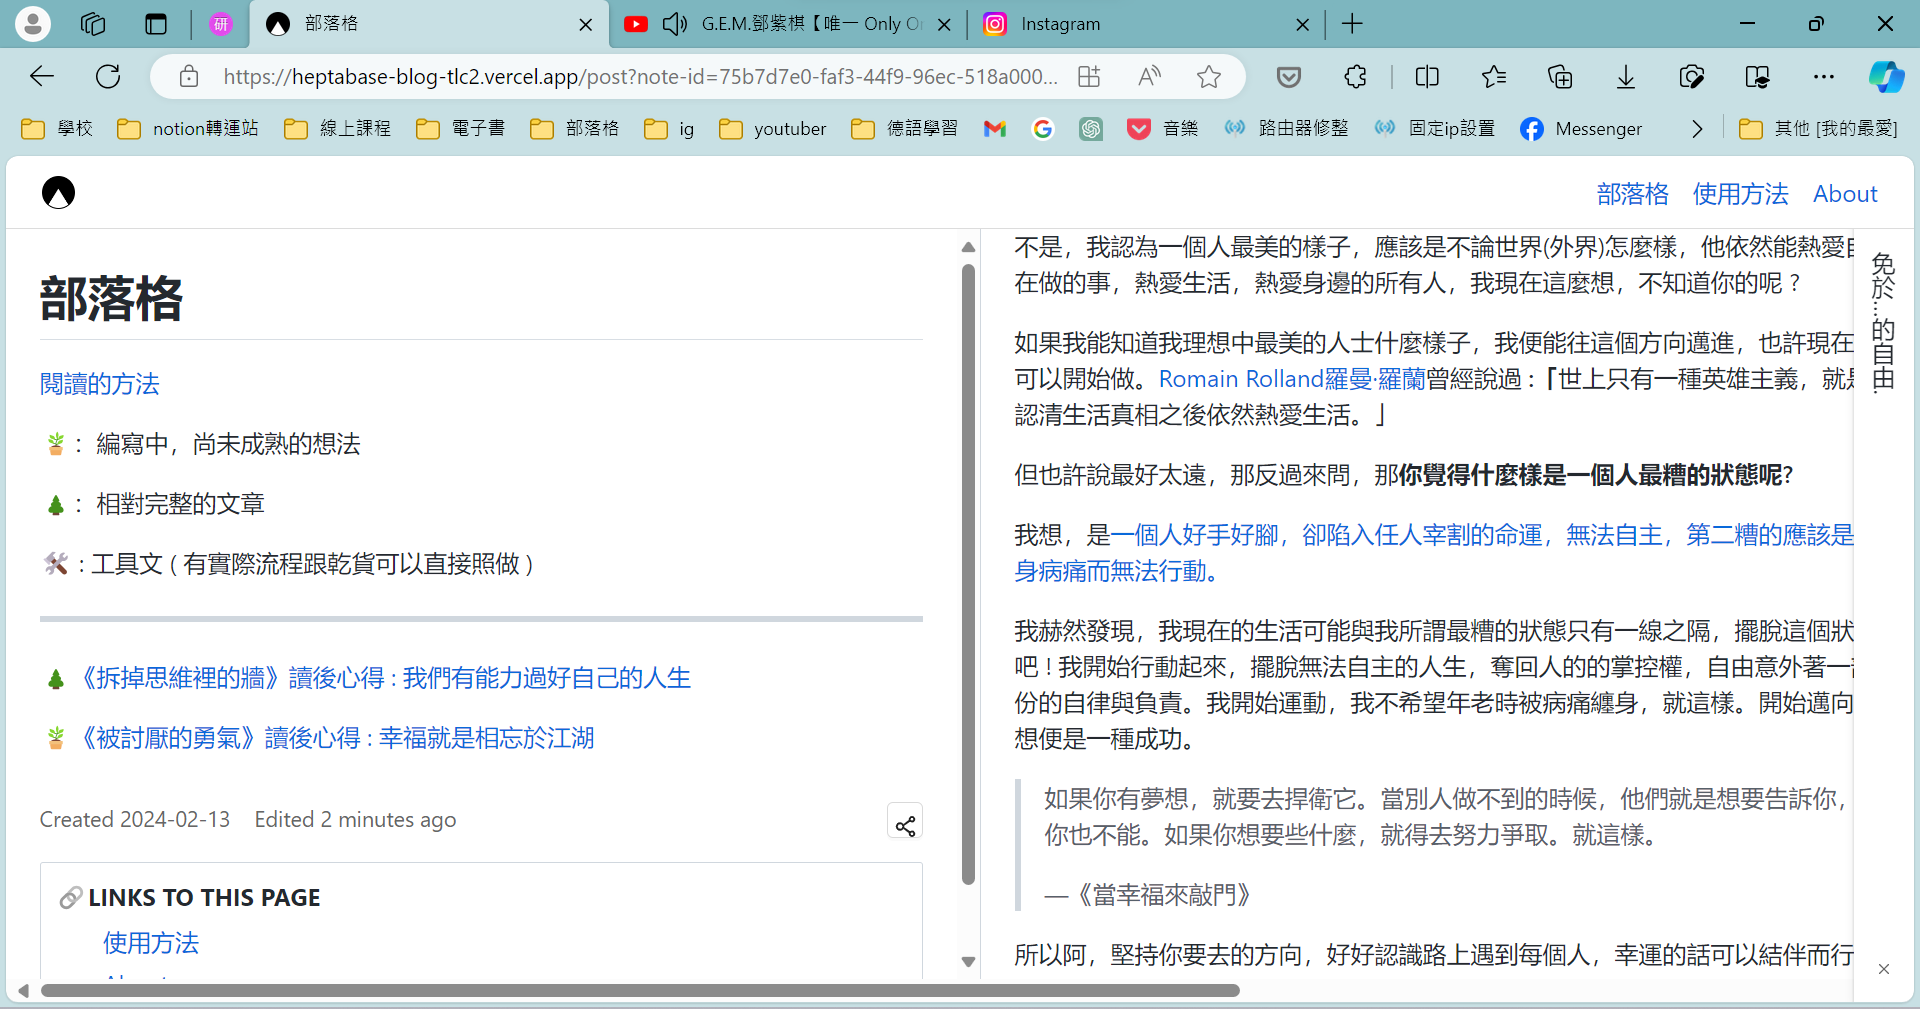 研
部落格
G.E.M.鄧紫棋【唯一 Only O
Instagram
https://heptabase-blog-tlc2.vercel.app/post?note-id=75b7d7e0-faf3-44f9-96ec-518a000...
學校
notion轉運站
線上課程
電子書
部落格
ig
youtuber
德語學習
音樂
路由器修整
固定ip設置
Messenger
其他 [我的最愛]
部落格
使用方法
About
部落格
閱讀的方法
🪴： 編寫中，尚未成熟的想法
🌲： 相對完整的文章
🛠️ : 工具文 ( 有實際流程跟乾貨可以直接照做 )
🌲《拆掉思維裡的牆》讀後心得 : 我們有能力過好自己的人生
🪴《被討厭的勇氣》讀後心得 : 幸福就是相忘於江湖
Created 2024-02-13 Edited 2 minutes ago
🔗 LINKS TO THIS PAGE
使用方法
不是，我認為一個人最美的樣子，應該是不論世界(外界)怎麼樣，他依然能熱愛
在做的事，熱愛生活，熱愛身邊的所有人，我現在這麼想，不知道你的呢？
如果我能知道我理想中最美的人士什麼樣子，我便能往這個方向邁進，也許現在
可以開始做。Romain Rolland羅曼·羅蘭曾經說過 :「世上只有一種英雄主義，就
認清生活真相之後依然熱愛生活。」
但也許說最好太遠，那反過來問，那你覺得什麼樣是一個人最糟的狀態呢?
我想，是一個人好手好腳，卻陷入任人宰割的命運，無法自主，第二糟的應該是
身病痛而無法行動。
我赫然發現，我現在的生活可能與我所謂最糟的狀態只有一線之隔，擺脫這個狀
吧 ! 我開始行動起來，擺脫無法自主的人生，奪回人的的掌控權，自由意外著一
份的自律與負責。我開始運動，我不希望年老時被病痛纏身，就這樣。開始邁向
想便是一種成功。
如果你有夢想，就要去捍衛它。當別人做不到的時候，他們就是想要告訴你，
你也不能。如果你想要些什麼，就得去努力爭取。就這樣。
—《當幸福來敲門》
所以阿，堅持你要去的方向，好好認識路上遇到每個人，幸運的話可以結伴而行
免於...的自由.